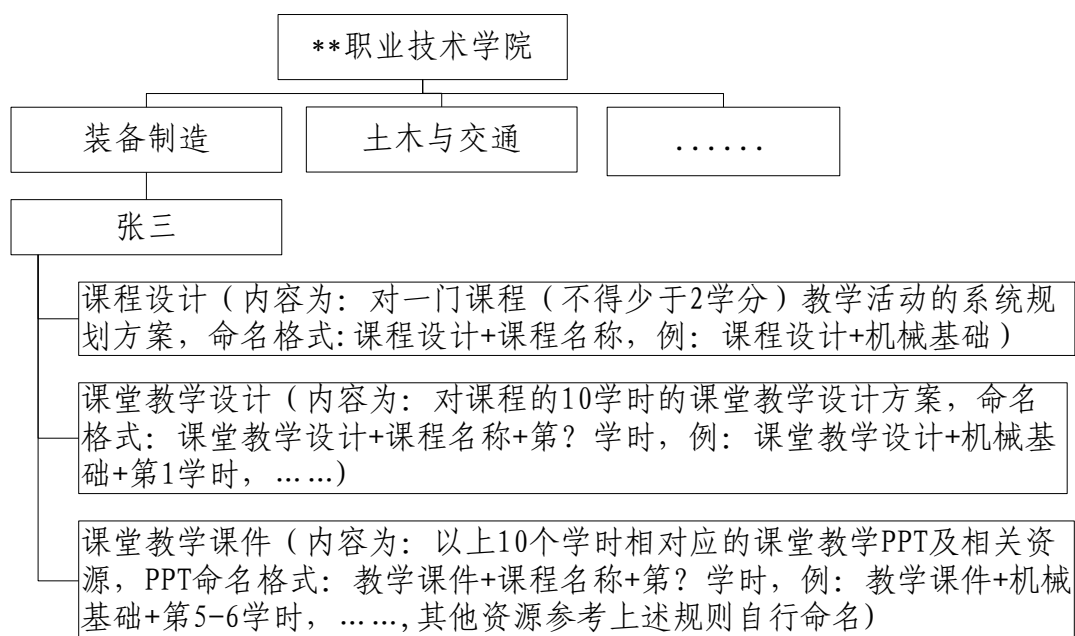 **职业技术学院
装备制造
土木与交通
......
张三
课程设计（内容为：对一门课程（不得少于2学分）教学活动的系统规
划方案，命名格式:课程设计+课程名称，例：课程设计+机械基础）
课堂教学设计（内容为：对课程的10学时的课堂教学设计方案，命名
格式：课堂教学设计+课程名称+第？学时，例：课堂教学设计+机械基
础+第1学时，……)
课堂教学课件（内容为：以上10个学时相对应的课堂教学PPT及相关资
源，PPT命名格式：教学课件+课程名称+第？学时，例：教学课件+机械
基础+第5-6学时，……,其他资源参考上述规则自行命名)